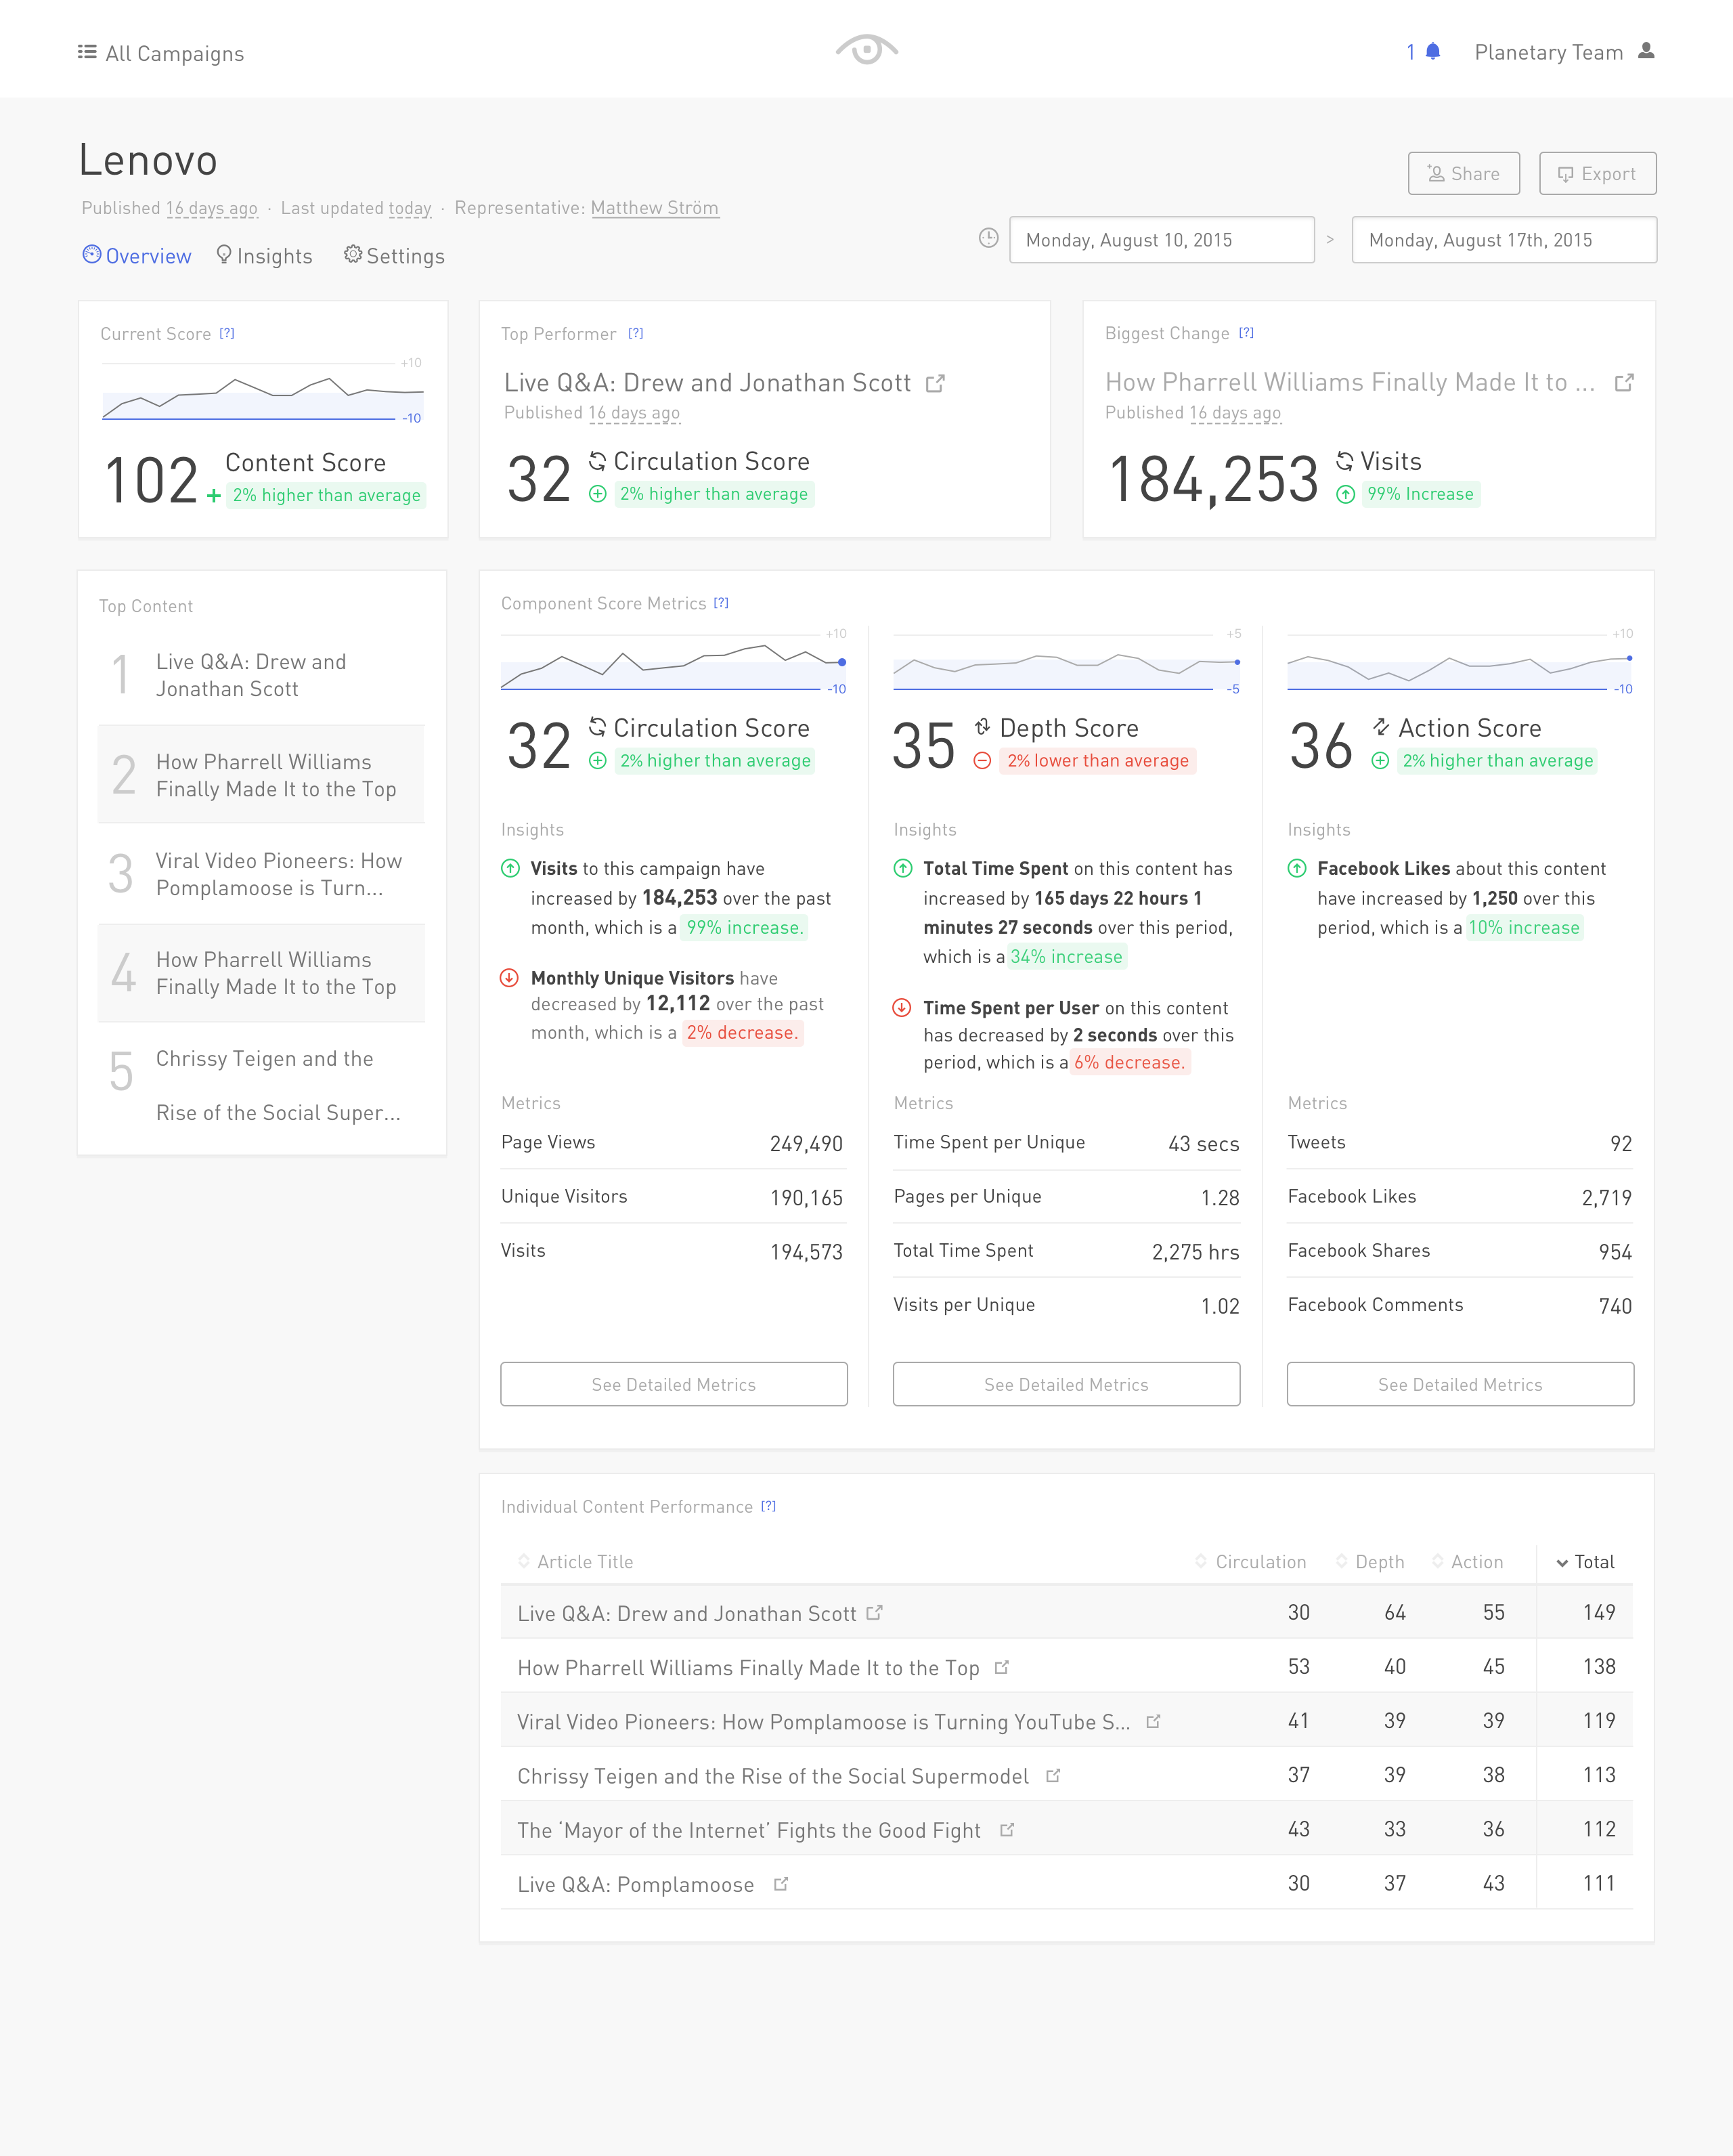 All Campaigns
1
Planetary Team
Lenovo
Share
Export
Published 16 days ago · Last updated today · Representative: Matthew Ström
Monday, August 10, 2015 > Monday, August 17th, 2015
Overview
Insights
Settings
Current Score [?]
+10
-10
102
Content Score
+ 2% higher than average
Top Performer [?]
Live Q&A: Drew and Jonathan Scott
Published 16 days ago
32
Circulation Score
2% higher than average
Biggest Change [?]
How Pharrell Williams Finally Made It to ...
Published 16 days ago
184,253
Visits
99% Increase
Top Content
1
Live Q&A: Drew and
Jonathan Scott
2
How Pharrell Williams
Finally Made It to the Top
3
Viral Video Pioneers: How
Pomplamoose is Turn...
4
How Pharrell Williams
Finally Made It to the Top
5
Chrissy Teigen and the
Rise of the Social Super...
Component Score Metrics [?]
+10
-10
32
Circulation Score
2% higher than average
Insights
Visits to this campaign have
increased by 184,253 over the past
month, which is a 99% increase.
Monthly Unique Visitors have
decreased by 12,112 over the past
month, which is a 2% decrease.
Metrics
Page Views 249,490
Unique Visitors 190,165
Visits 194,573
See Detailed Metrics
+5
-5
35
Depth Score
2% lower than average
Insights
Total Time Spent on this content has
increased by 165 days 22 hours 1
minutes 27 seconds over this period,
which is a 34% increase
Time Spent per User on this content
has decreased by 2 seconds over this
period, which is a 6% decrease.
Metrics
Time Spent per Unique 43 secs
Pages per Unique 1.28
Total Time Spent 2,275 hrs
Visits per Unique 1.02
See Detailed Metrics
+10
-10
36
Action Score
2% higher than average
Insights
Facebook Likes about this content
have increased by 1,250 over this
period, which is a 10% increase
Metrics
Tweets 92
Facebook Likes 2,719
Facebook Shares 954
Facebook Comments 740
See Detailed Metrics
Individual Content Performance [?]
Article Title Circulation Depth Action Total
Live Q&A: Drew and Jonathan Scott 30 64 55 149
How Pharrell Williams Finally Made It to the Top 53 40 45 138
Viral Video Pioneers: How Pomplamoose is Turning YouTube S... 41 39 39 119
Chrissy Teigen and the Rise of the Social Supermodel 37 39 38 113
The ‘Mayor of the Internet’ Fights the Good Fight 43 33 36 112
Live Q&A: Pomplamoose 30 37 43 111